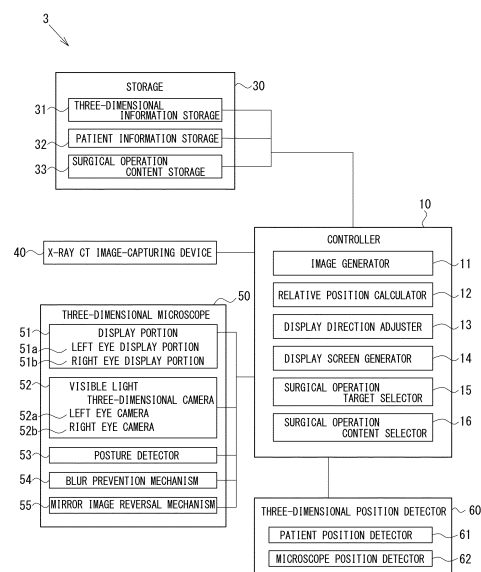 3
STORAGE
30
31
THREE-DIMENSIONAL
INFORMATION STORAGE
32
PATIENT INFORMATION STORAGE
33
SURGICAL OPERATION
CONTENT STORAGE
10
CONTROLLER
IMAGE GENERATOR
11
RELATIVE POSITION CALCULATOR
12
DISPLAY DIRECTION ADJUSTER
13
DISPLAY SCREEN GENERATOR
14
SURGICAL OPERATION
TARGET SELECTOR
15
SURGICAL OPERATION
CONTENT SELECTOR
16
40
X-RAY CT IMAGE-CAPTURING DEVICE
50
THREE-DIMENSIONAL MICROSCOPE
51
DISPLAY PORTION
51a
LEFT EYE DISPLAY PORTION
51b
RIGHT EYE DISPLAY PORTION
52
VISIBLE LIGHT
THREE-DIMENSIONAL CAMERA
52a
LEFT EYE CAMERA
52b
RIGHT EYE CAMERA
53
POSTURE DETECTOR
54
BLUR PREVENTION MECHANISM
55
MIRROR IMAGE REVERSAL MECHANISM
THREE-DIMENSIONAL POSITION DETECTOR
60
PATIENT POSITION DETECTOR
61
MICROSCOPE POSITION DETECTOR
62